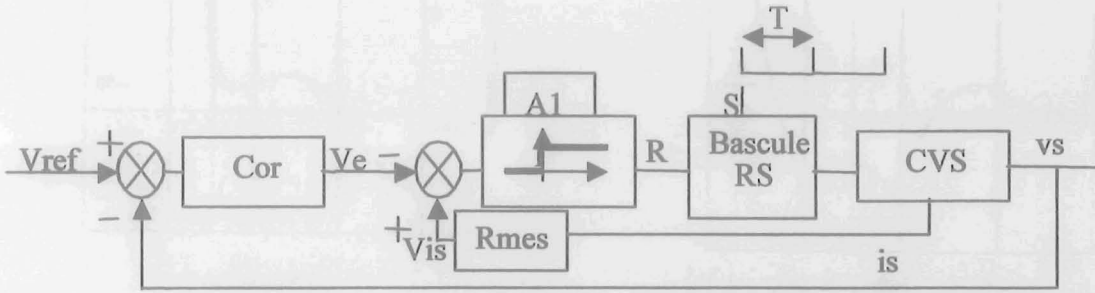 T
A1
S
+
Vref
Cor
Ve
−
R
Bascule
RS
CVS
vs
−
+
Vis
Rmes
is